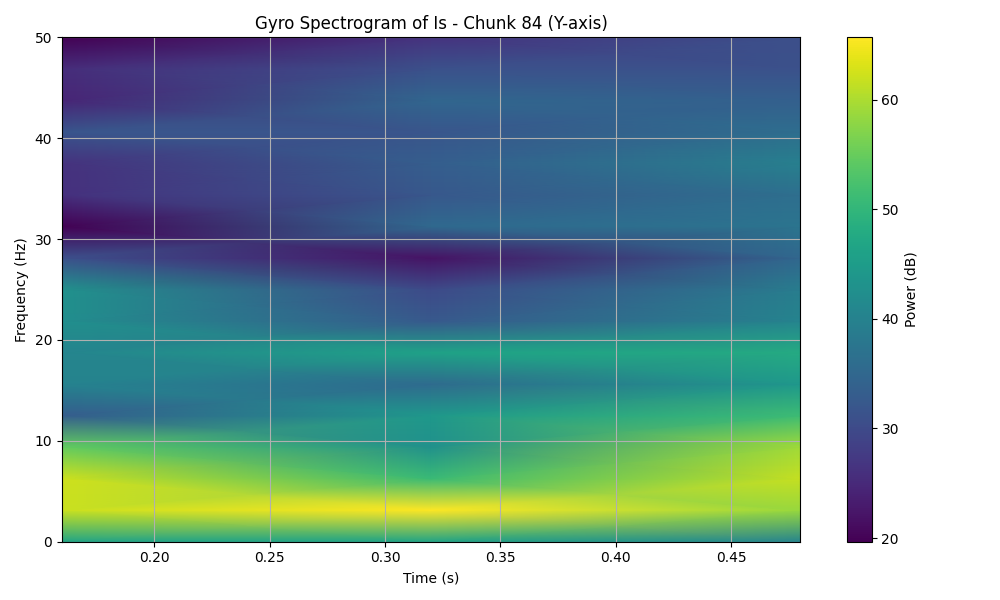 Gyro Spectrogram of Is - Chunk 84 (Y-axis)
50
40
30
20
10
0
Frequency (Hz)
0.20 0.25 0.30 0.35 0.40 0.45
Time (s)
60
50
40
30
20
Power (dB)